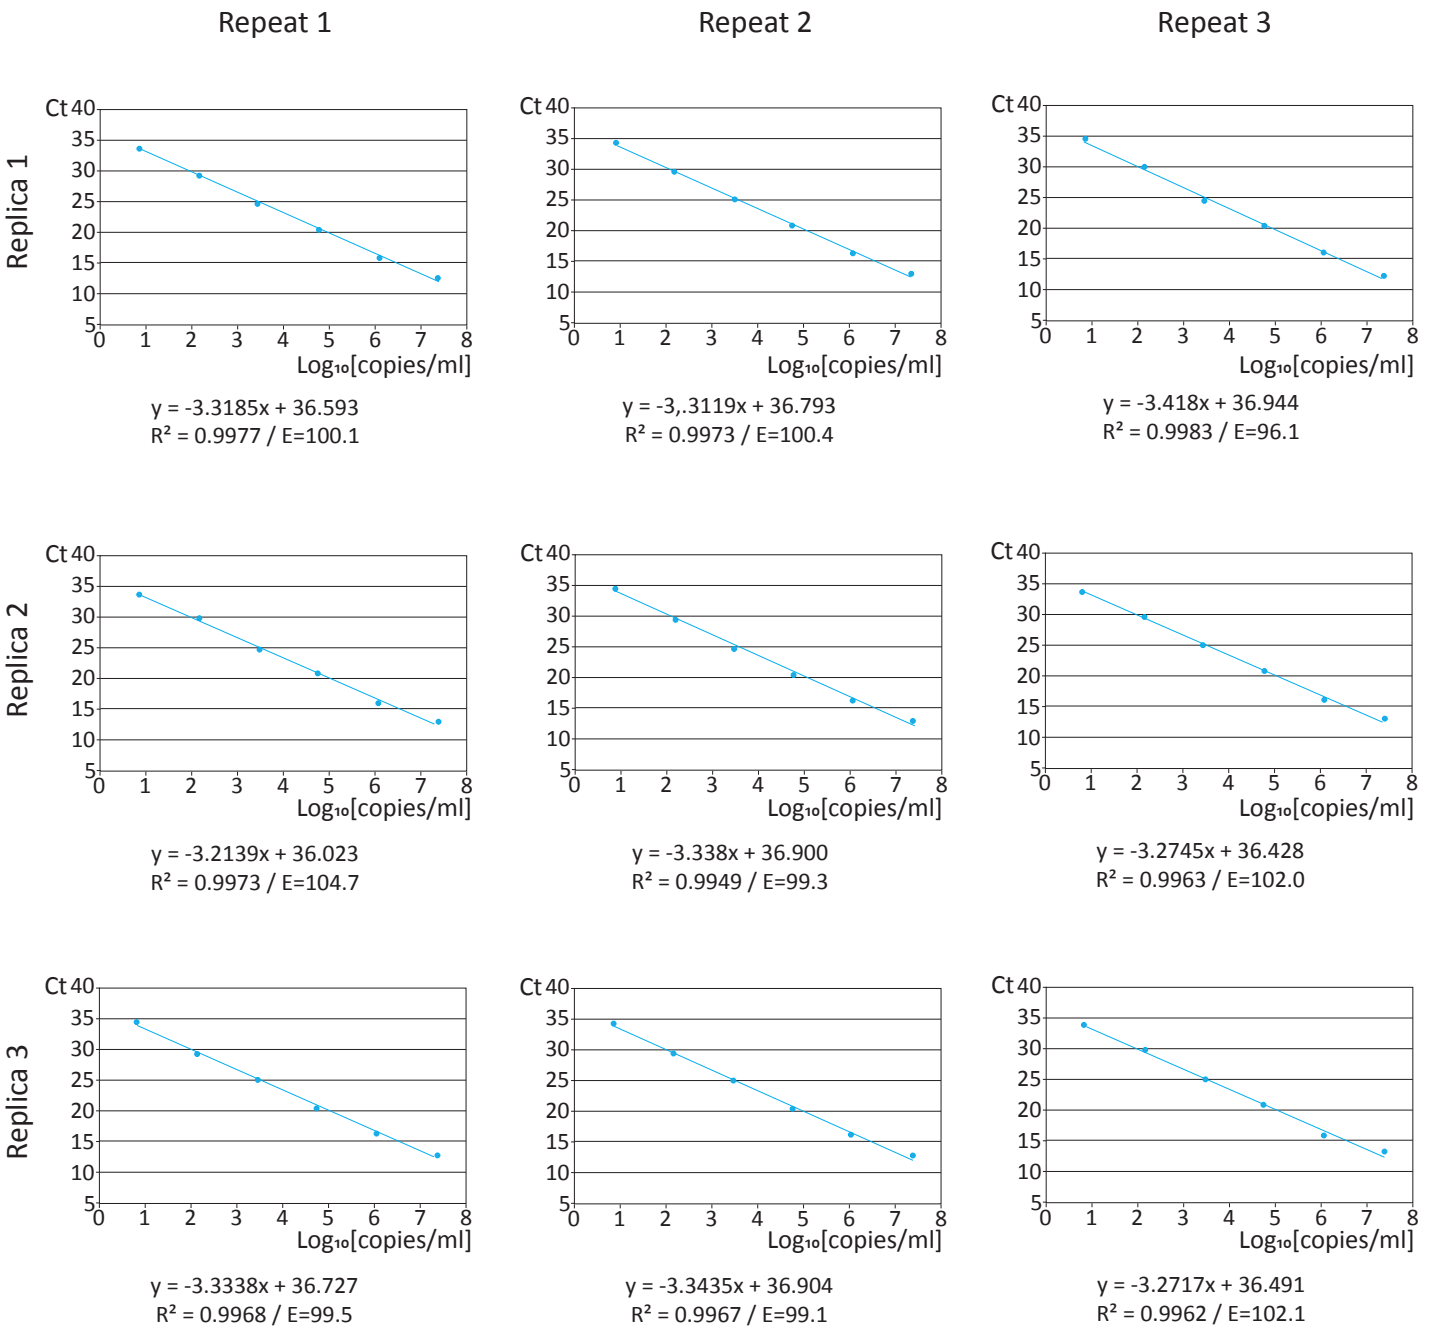 Repeat 1
Repeat 2
Repeat 3
Replica 1
Ct 40
35
30
25
20
15
10
5
0 1 2 3 4 5 6 7 8
Log₁₀[copies/ml]
y = -3.3185x + 36.593
R² = 0.9977 / E=100.1
Ct 40
35
30
25
20
15
10
5
0 1 2 3 4 5 6 7 8
Log₁₀[copies/ml]
y = -3,.3119x + 36.793
R² = 0.9973 / E=100.4
Ct 40
35
30
25
20
15
10
5
0 1 2 3 4 5 6 7 8
Log₁₀[copies/ml]
y = -3.418x + 36.944
R² = 0.9983 / E=96.1
Replica 2
Ct 40
35
30
25
20
15
10
5
0 1 2 3 4 5 6 7 8
Log₁₀[copies/ml]
y = -3.2139x + 36.023
R² = 0.9973 / E=104.7
Ct 40
35
30
25
20
15
10
5
0 1 2 3 4 5 6 7 8
Log₁₀[copies/ml]
y = -3.338x + 36.900
R² = 0.9949 / E=99.3
Ct 40
35
30
25
20
15
10
5
0 1 2 3 4 5 6 7 8
Log₁₀[copies/ml]
y = -3.2745x + 36.428
R² = 0.9963 / E=102.0
Replica 3
Ct 40
35
30
25
20
15
10
5
0 1 2 3 4 5 6 7 8
Log₁₀[copies/ml]
y = -3.3338x + 36.727
R² = 0.9968 / E=99.5
Ct 40
35
30
25
20
15
10
5
0 1 2 3 4 5 6 7 8
Log₁₀[copies/ml]
y = -3.3435x + 36.904
R² = 0.9967 / E=99.1
Ct 40
35
30
25
20
15
10
5
0 1 2 3 4 5 6 7 8
Log₁₀[copies/ml]
y = -3.2717x + 36.491
R² = 0.9962 / E=102.1